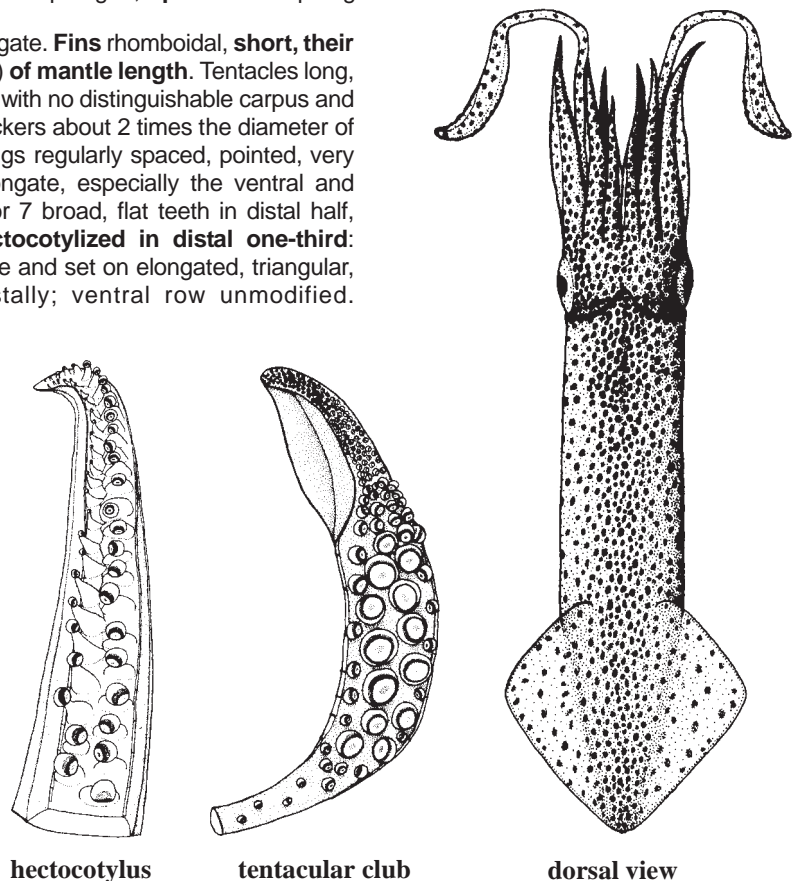 gate. Fins rhomboidal, short, their
) of mantle length. Tentacles long,
with no distinguishable carpus and
ckers about 2 times the diameter of
gs regularly spaced, pointed, very
ongate, especially the ventral and
or 7 broad, flat teeth in distal half,
ctocotylized in distal one-third:
e and set on elongated, triangular,
stally; ventral row unmodified.
hectocotylus
tentacular club
dorsal view